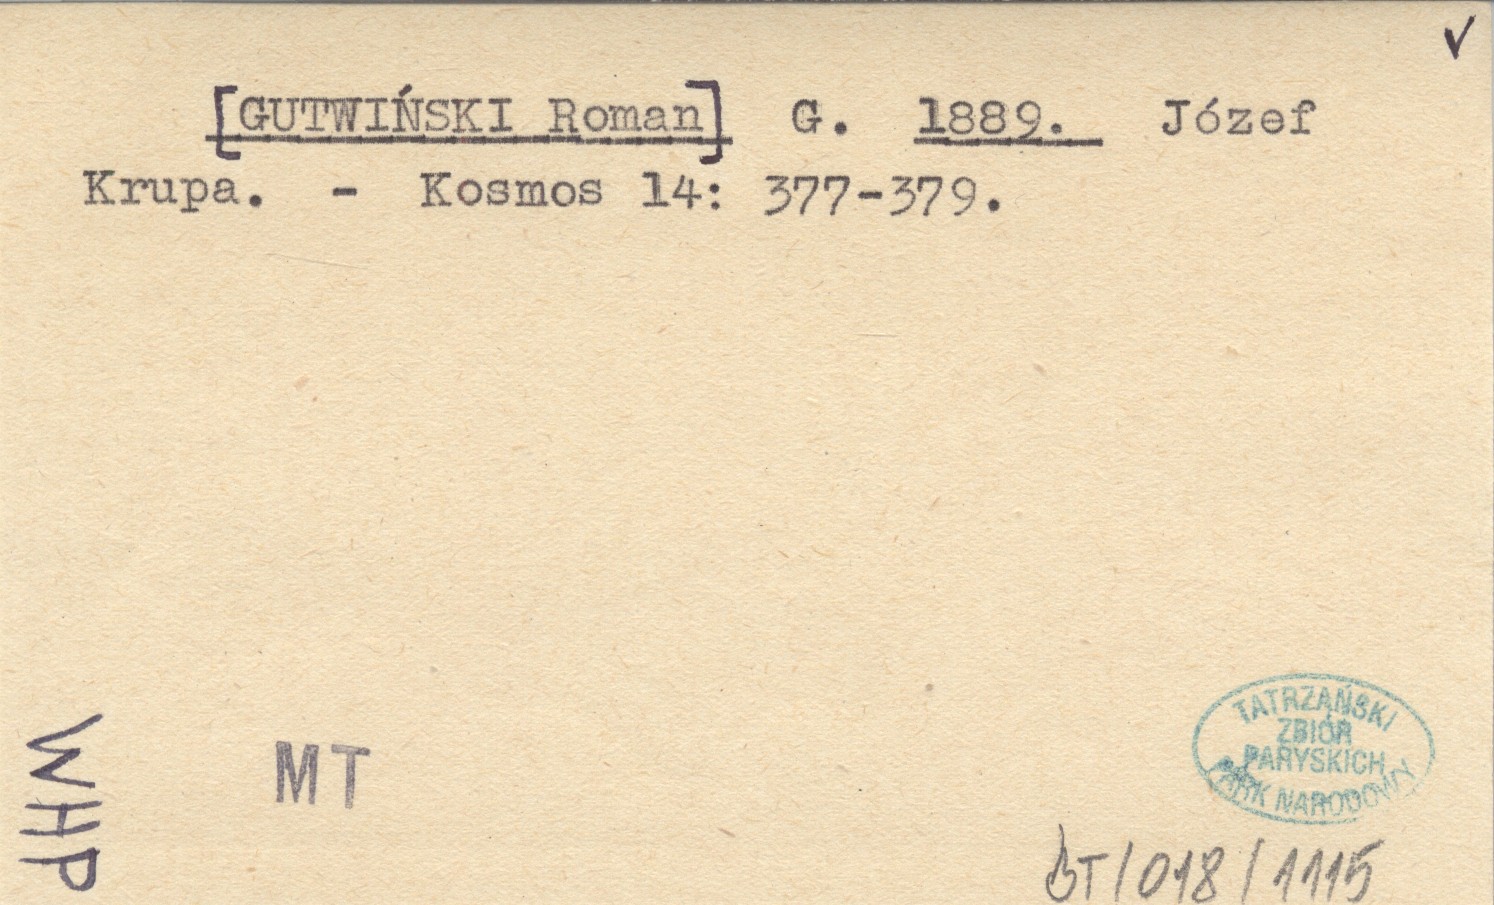 ✓
[GUTWIŃSKI Roman] G. 1889. Józef
Krupa. - Kosmos 14: 377-379.
WHP
MT
TATRZAŃSKI
ZBIÓR
PARYSKICH
PARK NARODOWY
BT/018/1115